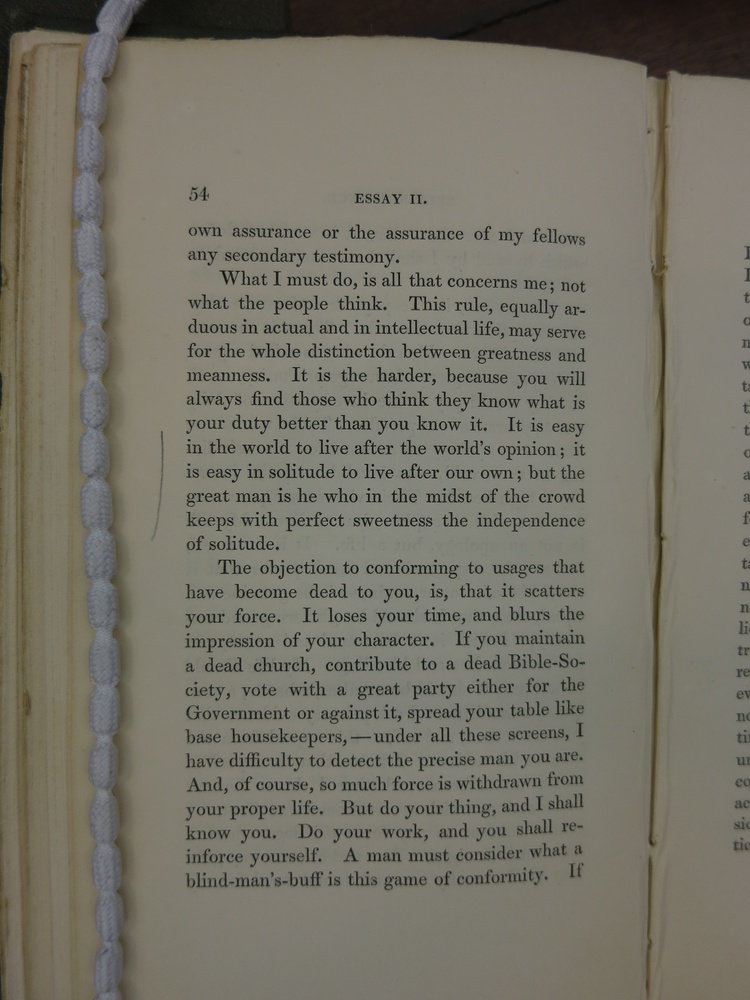 54
ESSAY II.
own assurance or the assurance of my fellows
any secondary testimony.
What I must do, is all that concerns me; not
what the people think. This rule, equally ar-
duous in actual and in intellectual life, may serve
for the whole distinction between greatness and
meanness. It is the harder, because you will
always find those who think they know what is
your duty better than you know it. It is easy
in the world to live after the world's opinion; it
is easy in solitude to live after our own; but the
great man is he who in the midst of the crowd
keeps with perfect sweetness the independence
of solitude.
The objection to conforming to usages that
have become dead to you, is, that it scatters
your force. It loses your time, and blurs the
impression of your character. If you maintain
a dead church, contribute to a dead Bible-So-
ciety, vote with a great party either for the
Government or against it, spread your table like
base housekeepers,—under all these screens, I
have difficulty to detect the precise man you are.
And, of course, so much force is withdrawn from
your proper life. But do your thing, and I shall
know you. Do your work, and you shall re-
inforce yourself. A man must consider what a
blind-man's-buff is this game of conformity. If